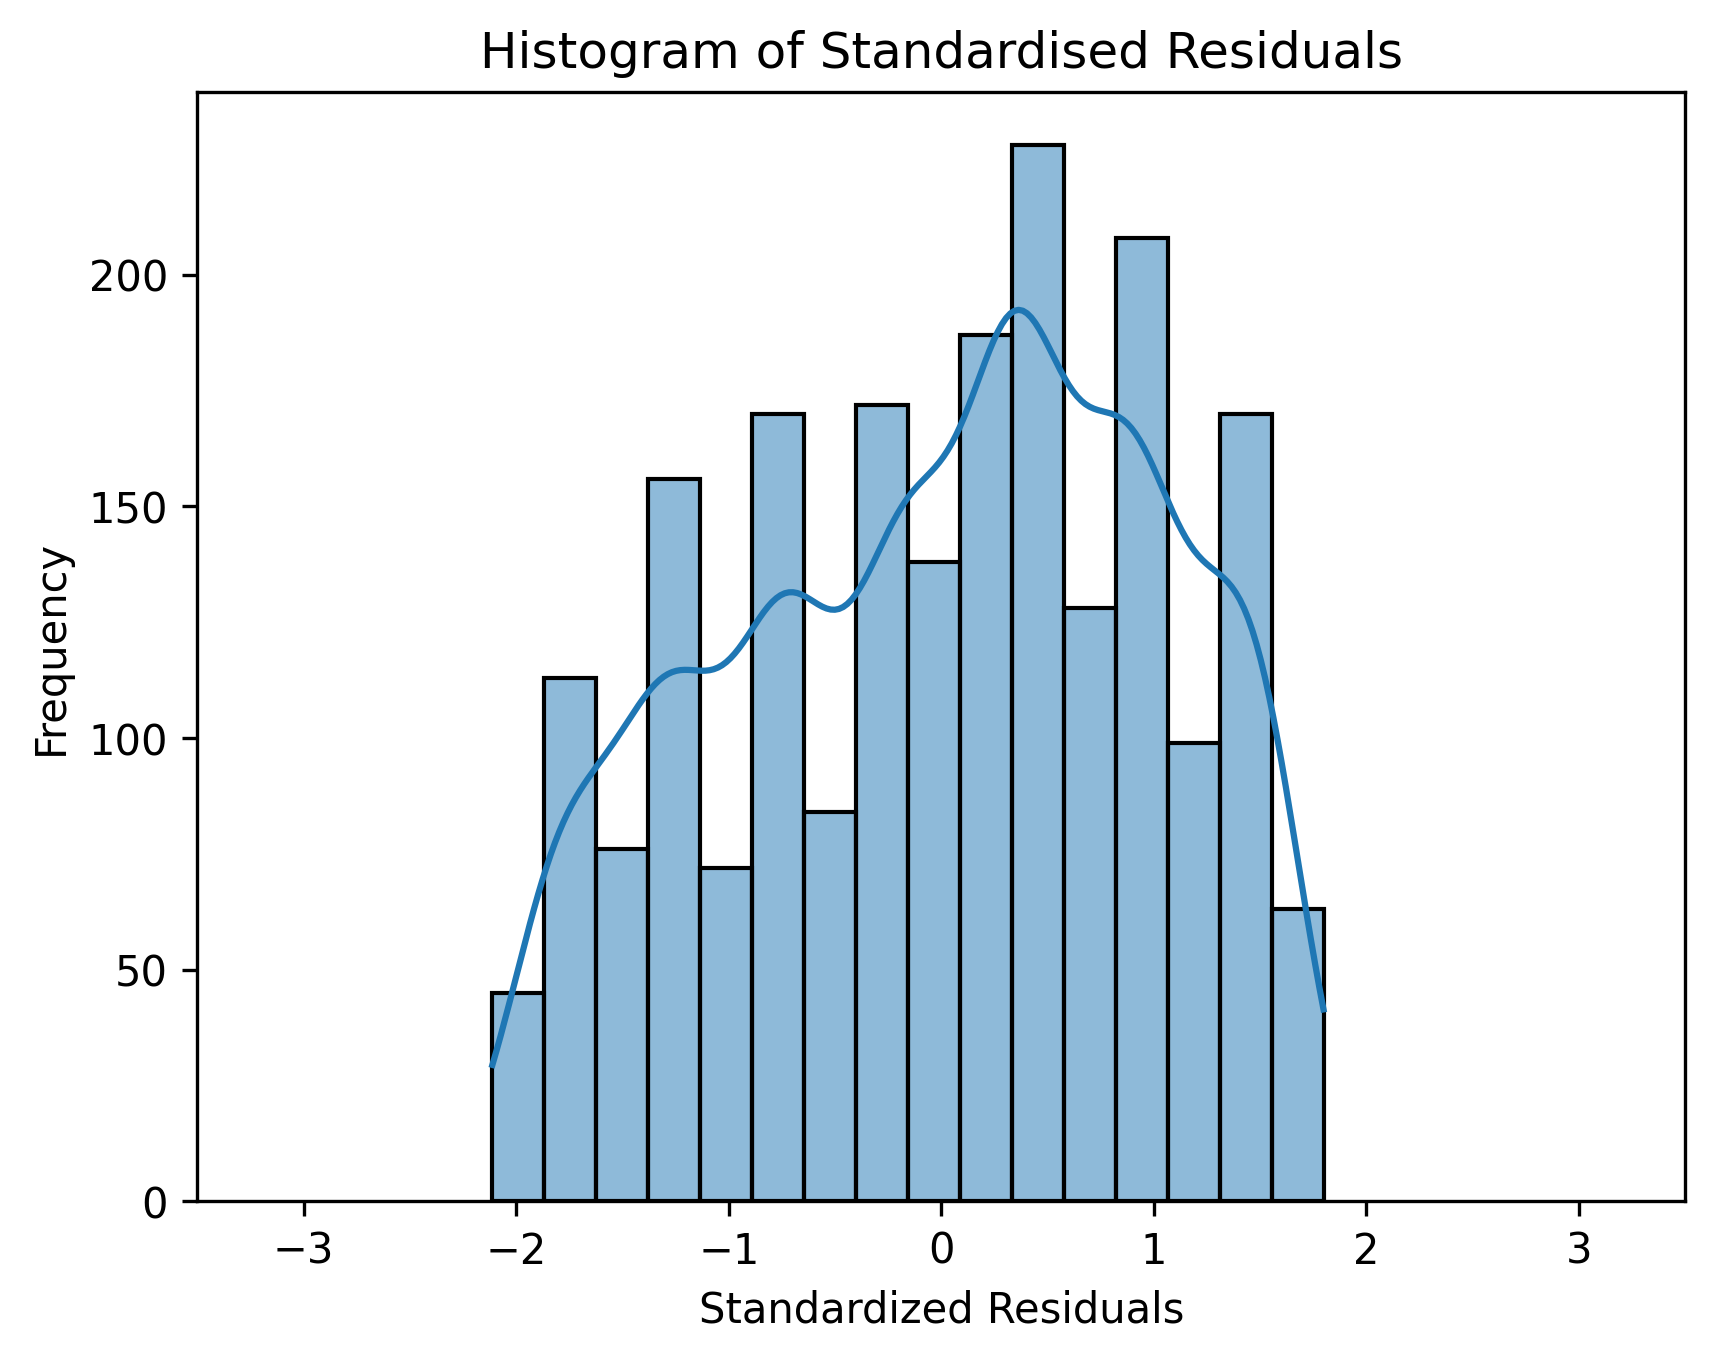 Histogram of Standardised Residuals
Frequency
200
150
100
50
0
−3 −2 −1 0 1 2 3
Standardized Residuals